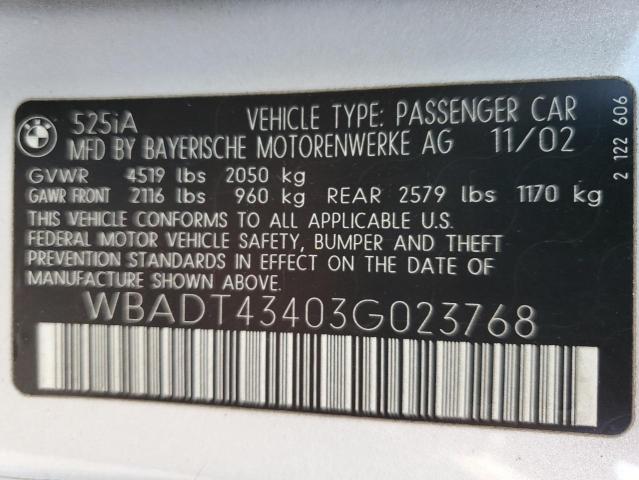 BMW
525iA VEHICLE TYPE: PASSENGER CAR
MFD BY BAYERISCHE MOTORENWERKE AG 11/02
GVWR 4519 lbs 2050 kg
GAWR FRONT 2116 lbs 960 kg REAR 2579 lbs 1170 kg
THIS VEHICLE CONFORMS TO ALL APPLICABLE U.S.
FEDERAL MOTOR VEHICLE SAFETY, BUMPER AND THEFT
PREVENTION STANDARDS IN EFFECT ON THE DATE OF
MANUFACTURE SHOWN ABOVE.
WBADT43403G023768
2 122 606